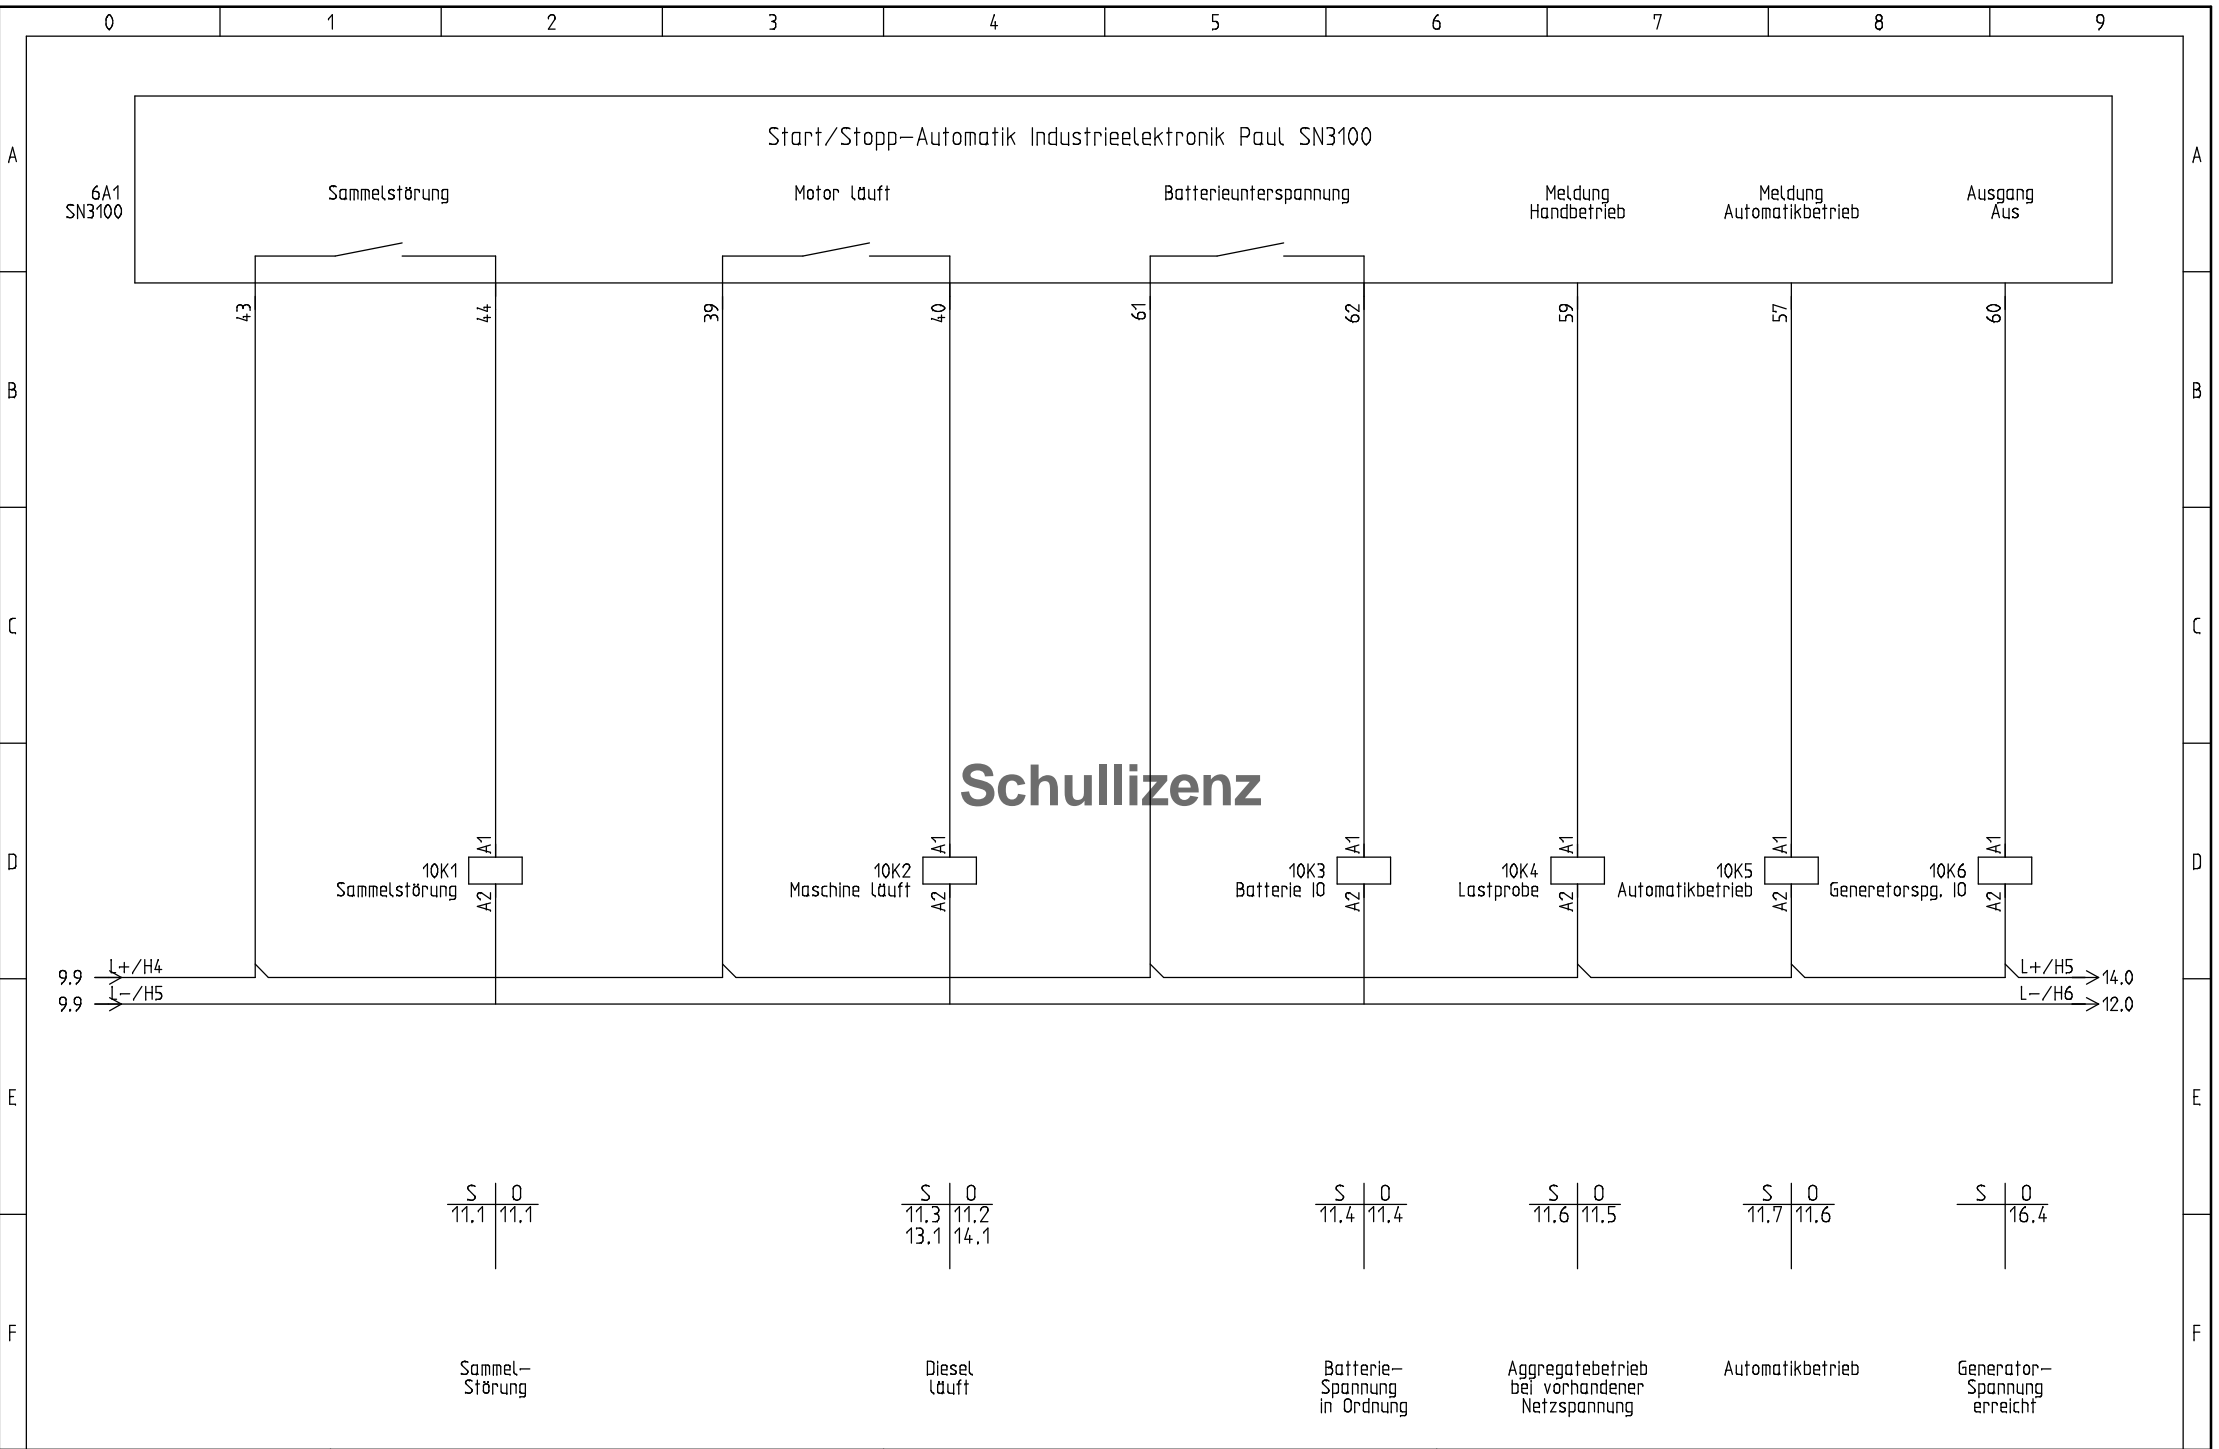 0 1 2 3 4 5 6 7 8 9
Start/Stopp-Automatik Industrieelektronik Paul SN3100
A A
6A1
SN3100
Sammelstörung
Motor läuft
Batterieunterspannung
Meldung
Handbetrieb
Meldung
Automatikbetrieb
Ausgang
Aus
43 44 39 40 61 62 59 57 60
B B
C C
Schullizenz
A1 A1 A1 A1 A1 A1
D D
10K1
Sammelstörung
10K2
Maschine läuft
10K3
Batterie IO
10K4
Lastprobe
10K5
Automatikbetrieb
10K6
Generetorspg. IO
A2 A2 A2 A2 A2 A2
9.9 L+/H4 L+/H5 14.0
9.9 L-/H5 L-/H6 12.0
E E
S O S O S O S O S O S O
11.1 11.1 11.3 11.2 11.4 11.4 11.6 11.5 11.7 11.6 16.4
13.1 14.1
F F
Sammel-
Störung
Diesel
läuft
Batterie-
Spannung
in Ordnung
Aggregatebetrieb
bei vorhandener
Netzspannung
Automatikbetrieb
Generator-
Spannung
erreicht